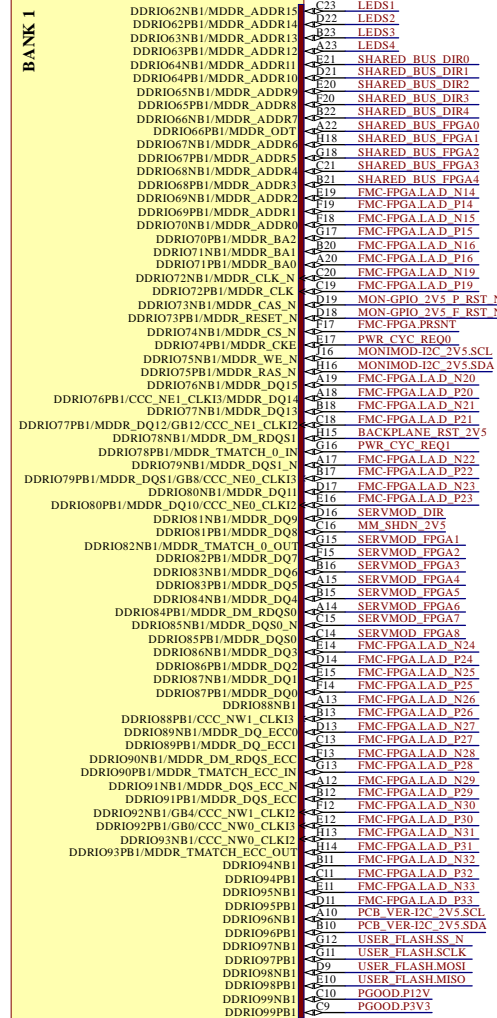 BANK 1
DDRIO62NB1/MDDR_ADDR15 C23 LEDS1
DDRIO62PB1/MDDR_ADDR14 D22 LEDS2
DDRIO63NB1/MDDR_ADDR13 B23 LEDS3
DDRIO63PB1/MDDR_ADDR12 A23 LEDS4
DDRIO64NB1/MDDR_ADDR11 E21 SHARED_BUS_DIR0
DDRIO64PB1/MDDR_ADDR10 D21 SHARED_BUS_DIR1
DDRIO65NB1/MDDR_ADDR9 E20 SHARED_BUS_DIR2
DDRIO65PB1/MDDR_ADDR8 F20 SHARED_BUS_DIR3
DDRIO66NB1/MDDR_ADDR7 B22 SHARED_BUS_DIR4
DDRIO66PB1/MDDR_ODT A22 SHARED_BUS_FPGA0
DDRIO67NB1/MDDR_ADDR6 H18 SHARED_BUS_FPGA1
DDRIO67PB1/MDDR_ADDR5 G18 SHARED_BUS_FPGA2
DDRIO68NB1/MDDR_ADDR4 C21 SHARED_BUS_FPGA3
DDRIO68PB1/MDDR_ADDR3 B21 SHARED_BUS_FPGA4
DDRIO69NB1/MDDR_ADDR2 E19 FMC-FPGA.LA.D_N14
DDRIO69PB1/MDDR_ADDR1 F19 FMC-FPGA.LA.D_P14
DDRIO70NB1/MDDR_ADDR0 F18 FMC-FPGA.LA.D_N15
DDRIO70PB1/MDDR_BA2 G17 FMC-FPGA.LA.D_P15
DDRIO71NB1/MDDR_BA1 B20 FMC-FPGA.LA.D_N16
DDRIO71PB1/MDDR_BA0 A20 FMC-FPGA.LA.D_P16
DDRIO72NB1/MDDR_CLK_N C20 FMC-FPGA.LA.D_N19
DDRIO72PB1/MDDR_CLK C19 FMC-FPGA.LA.D_P19
DDRIO73NB1/MDDR_CAS_N D19 MON-GPIO_2V5_P_RST_N
DDRIO73PB1/MDDR_RESET_N D18 MON-GPIO_2V5_F_RST_N
DDRIO74NB1/MDDR_CS_N F17 FMC-FPGA.PRSNT
DDRIO74PB1/MDDR_CKE E17 PWR_CYC_REQ0
DDRIO75NB1/MDDR_WE_N J16 MONIMOD-I2C_2V5.SCL
DDRIO75PB1/MDDR_RAS_N H16 MONIMOD-I2C_2V5.SDA
DDRIO76NB1/MDDR_DQ15 A19 FMC-FPGA.LA.D_N20
DDRIO76PB1/CCC_NE1_CLKI3/MDDR_DQ14 A18 FMC-FPGA.LA.D_P20
DDRIO77NB1/MDDR_DQ13 B18 FMC-FPGA.LA.D_N21
DDRIO77PB1/MDDR_DQ12/GB12/CCC_NE1_CLKI2 C18 FMC-FPGA.LA.D_P21
DDRIO78NB1/MDDR_DM_RDQS1 H15 BACKPLANE_RST_2V5
DDRIO78PB1/MDDR_TMATCH_0_IN G16 PWR_CYC_REQ1
DDRIO79NB1/MDDR_DQS1_N A17 FMC-FPGA.LA.D_N22
DDRIO79PB1/MDDR_DQS1/GB8/CCC_NE0_CLKI3 B17 FMC-FPGA.LA.D_P22
DDRIO80NB1/MDDR_DQ11 D17 FMC-FPGA.LA.D_N23
DDRIO80PB1/MDDR_DQ10/CCC_NE0_CLKI2 E16 FMC-FPGA.LA.D_P23
DDRIO81NB1/MDDR_DQ9 D16 SERVMOD_DIR
DDRIO81PB1/MDDR_DQ8 C16 MM_SHDN_2V5
DDRIO82NB1/MDDR_TMATCH_0_OUT G15 SERVMOD_FPGA1
DDRIO82PB1/MDDR_DQ7 F15 SERVMOD_FPGA2
DDRIO83NB1/MDDR_DQ6 B16 SERVMOD_FPGA3
DDRIO83PB1/MDDR_DQ5 A15 SERVMOD_FPGA4
DDRIO84NB1/MDDR_DQ4 B15 SERVMOD_FPGA5
DDRIO84PB1/MDDR_DM_RDQS0 A14 SERVMOD_FPGA6
DDRIO85NB1/MDDR_DQS0_N C15 SERVMOD_FPGA7
DDRIO85PB1/MDDR_DQS0 C14 SERVMOD_FPGA8
DDRIO86NB1/MDDR_DQ3 E14 FMC-FPGA.LA.D_N24
DDRIO86PB1/MDDR_DQ2 D14 FMC-FPGA.LA.D_P24
DDRIO87NB1/MDDR_DQ1 E15 FMC-FPGA.LA.D_N25
DDRIO87PB1/MDDR_DQ0 F14 FMC-FPGA.LA.D_P25
DDRIO88NB1 A13 FMC-FPGA.LA.D_N26
DDRIO88PB1/CCC_NW1_CLKI3 B13 FMC-FPGA.LA.D_P26
DDRIO89NB1/MDDR_DQ_ECC0 D13 FMC-FPGA.LA.D_N27
DDRIO89PB1/MDDR_DQ_ECC1 C13 FMC-FPGA.LA.D_P27
DDRIO90NB1/MDDR_DM_RDQS_ECC F13 FMC-FPGA.LA.D_N28
DDRIO90PB1/MDDR_TMATCH_ECC_IN G13 FMC-FPGA.LA.D_P28
DDRIO91NB1/MDDR_DQS_ECC_N A12 FMC-FPGA.LA.D_N29
DDRIO91PB1/MDDR_DQS_ECC B12 FMC-FPGA.LA.D_P29
DDRIO92NB1/GB4/CCC_NW1_CLKI2 F12 FMC-FPGA.LA.D_N30
DDRIO92PB1/GB0/CCC_NW0_CLKI3 E12 FMC-FPGA.LA.D_P30
DDRIO93NB1/CCC_NW0_CLKI2 H13 FMC-FPGA.LA.D_N31
DDRIO93PB1/MDDR_TMATCH_ECC_OUT H14 FMC-FPGA.LA.D_P31
DDRIO94NB1 B11 FMC-FPGA.LA.D_N32
DDRIO94PB1 C11 FMC-FPGA.LA.D_P32
DDRIO95NB1 E11 FMC-FPGA.LA.D_N33
DDRIO95PB1 D11 FMC-FPGA.LA.D_P33
DDRIO96NB1 A10 PCB_VER-I2C_2V5.SCL
DDRIO96PB1 B10 PCB_VER-I2C_2V5.SDA
DDRIO97NB1 G12 USER_FLASH.SS_N
DDRIO97PB1 G11 USER_FLASH.SCLK
DDRIO98NB1 D9 USER_FLASH.MOSI
DDRIO98PB1 E10 USER_FLASH.MISO
DDRIO99NB1 C10 PGOOD.P12V
DDRIO99PB1 C9 PGOOD.P3V3